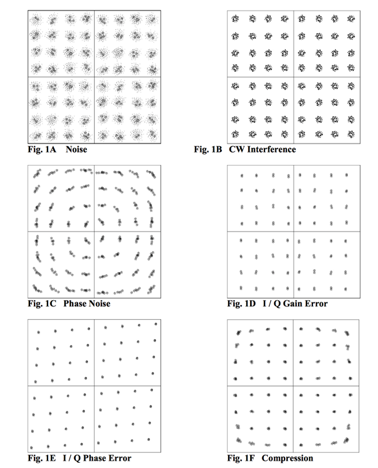 Fig. 1A Noise
Fig. 1B CW Interference
Fig. 1C Phase Noise
Fig. 1D I / Q Gain Error
Fig. 1E I / Q Phase Error
Fig. 1F Compression